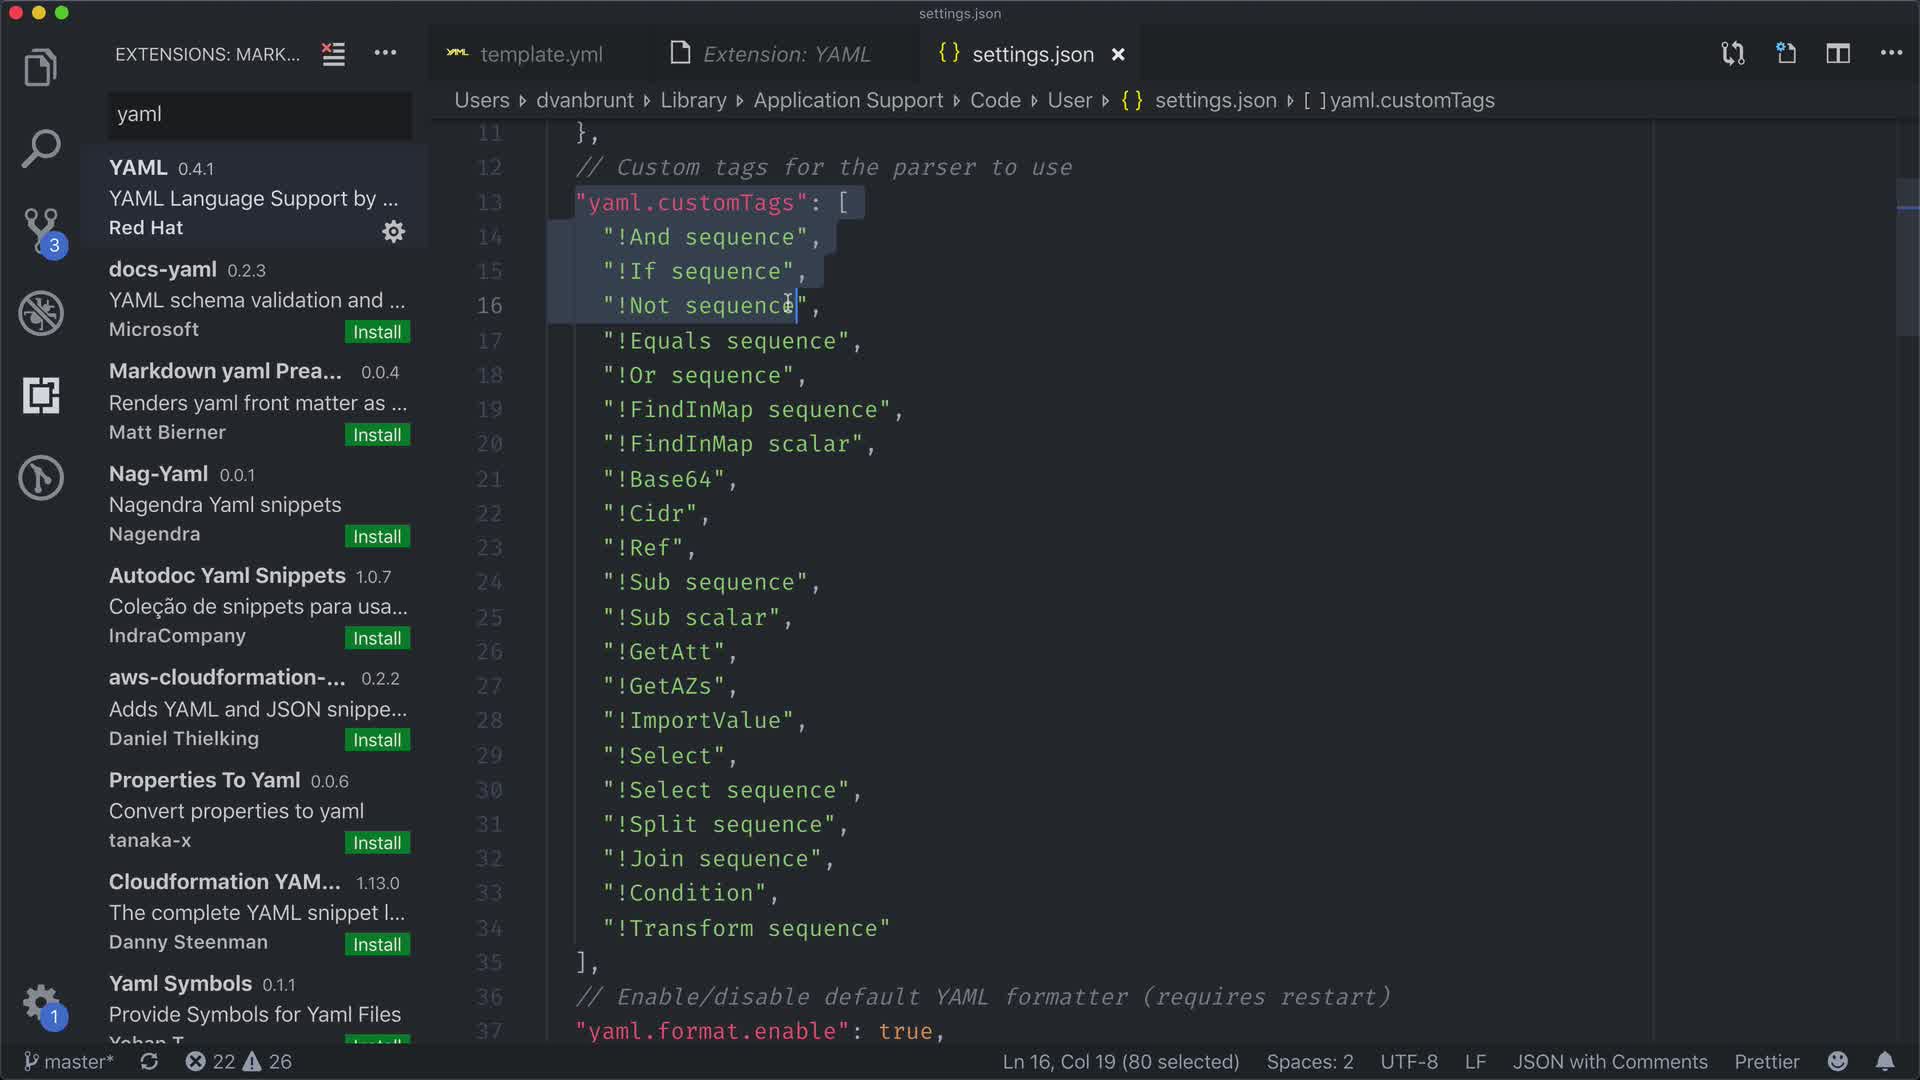 settings.json
EXTENSIONS: MARK...
template.yml
Extension: YAML
{} settings.json
yaml
Users ▸ dvanbrunt ▸ Library ▸ Application Support ▸ Code ▸ User ▸ {} settings.json ▸ [ ] yaml.customTags
YAML 0.4.1
YAML Language Support by ...
Red Hat
3
docs-yaml 0.2.3
YAML schema validation and ...
Microsoft Install
Markdown yaml Prea... 0.0.4
Renders yaml front matter as ...
Matt Bierner Install
Nag-Yaml 0.0.1
Nagendra Yaml snippets
Nagendra Install
Autodoc Yaml Snippets 1.0.7
Coleção de snippets para usa...
IndraCompany Install
aws-cloudformation-... 0.2.2
Adds YAML and JSON snippe...
Daniel Thielking Install
Properties To Yaml 0.0.6
Convert properties to yaml
tanaka-x Install
Cloudformation YAM... 1.13.0
The complete YAML snippet l...
Danny Steenman Install
Yaml Symbols 0.1.1
Provide Symbols for Yaml Files
1
11 },
12 // Custom tags for the parser to use
13 "yaml.customTags": [
14 "!And sequence",
15 "!If sequence",
16 "!Not sequence",
17 "!Equals sequence",
18 "!Or sequence",
19 "!FindInMap sequence",
20 "!FindInMap scalar",
21 "!Base64",
22 "!Cidr",
23 "!Ref",
24 "!Sub sequence",
25 "!Sub scalar",
26 "!GetAtt",
27 "!GetAZs",
28 "!ImportValue",
29 "!Select",
30 "!Select sequence",
31 "!Split sequence",
32 "!Join sequence",
33 "!Condition",
34 "!Transform sequence"
35 ],
36 // Enable/disable default YAML formatter (requires restart)
37 "yaml.format.enable": true,
master* 22 26 Ln 16, Col 19 (80 selected) Spaces: 2 UTF-8 LF JSON with Comments Prettier